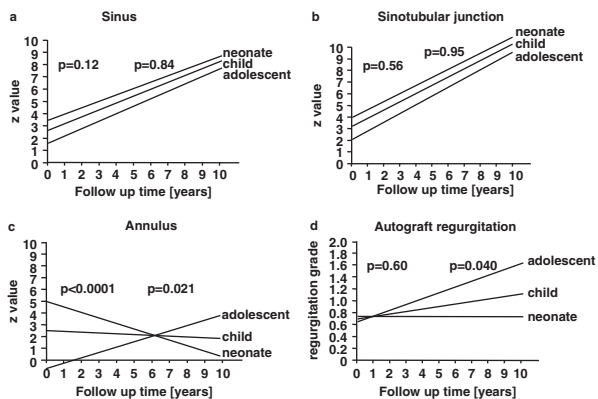 a Sinus
10
9
8
7
6
5
4
3
2
1
0
z value
p=0.12 p=0.84
neonate
child
adolescent
0 1 2 3 4 5 6 7 8 9 10
Follow up time [years]
b Sinotubular junction
10
9
8
7
6
5
4
3
2
1
0
z value
p=0.56 p=0.95
neonate
child
adolescent
0 1 2 3 4 5 6 7 8 9 10
Follow up time [years]
c Annulus
10
9
8
7
6
5
4
3
2
1
0
z value
p<0.0001 p=0.021
adolescent
child
neonate
0 1 2 3 4 5 6 7 8 9 10
Follow up time [years]
d Autograft regurgitation
2.0
1.8
1.6
1.4
1.2
1.0
0.8
0.6
0.4
0.2
0
regurgitation grade
p=0.60 p=0.040
adolescent
child
neonate
0 1 2 3 4 5 6 7 8 9 10
Follow up time [years]